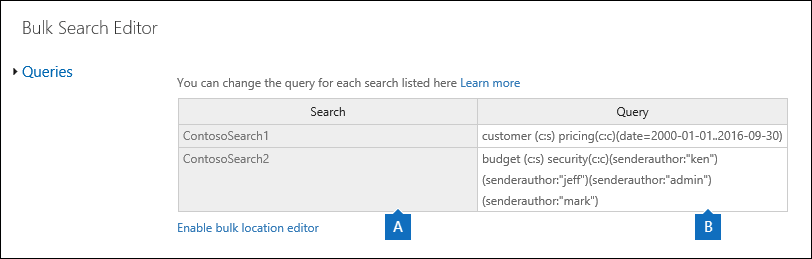 Bulk Search Editor
Queries
You can change the query for each search listed here Learn more
Search Query
ContosoSearch1 customer (c:s) pricing(c:c)(date=2000-01-01..2016-09-30)
ContosoSearch2 budget (c:s) security(c:c)(senderauthor:"ken")
(senderauthor:"jeff")(senderauthor:"admin")
(senderauthor:"mark")
A B
Enable bulk location editor